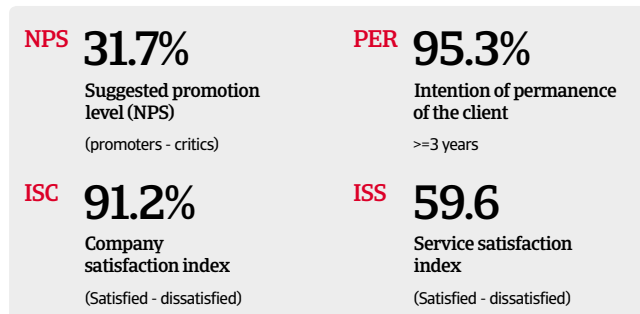 NPS 31.7%
Suggested promotion
level (NPS)
(promoters - critics)
PER 95.3%
Intention of permanence
of the client
>=3 years
ISC 91.2%
Company
satisfaction index
(Satisfied - dissatisfied)
ISS 59.6
Service satisfaction
index
(Satisfied - dissatisfied)